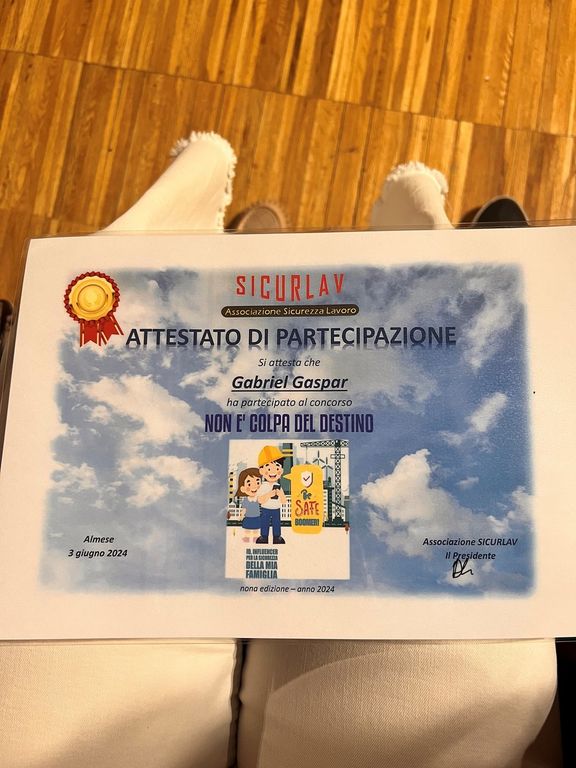 SICURLAV
Associazione Sicurezza Lavoro
ATTESTATO DI PARTECIPAZIONE
Si attesta che
Gabriel Gaspar
ha partecipato al concorso
NON E' COLPA DEL DESTINO
Be
SAFE
BOOMER!
IO, INFLUENCER
PER LA SICUREZZA
DELLA MIA
FAMIGLIA
Almese
3 giugno 2024
Associazione SICURLAV
Il Presidente
nona edizione – anno 2024